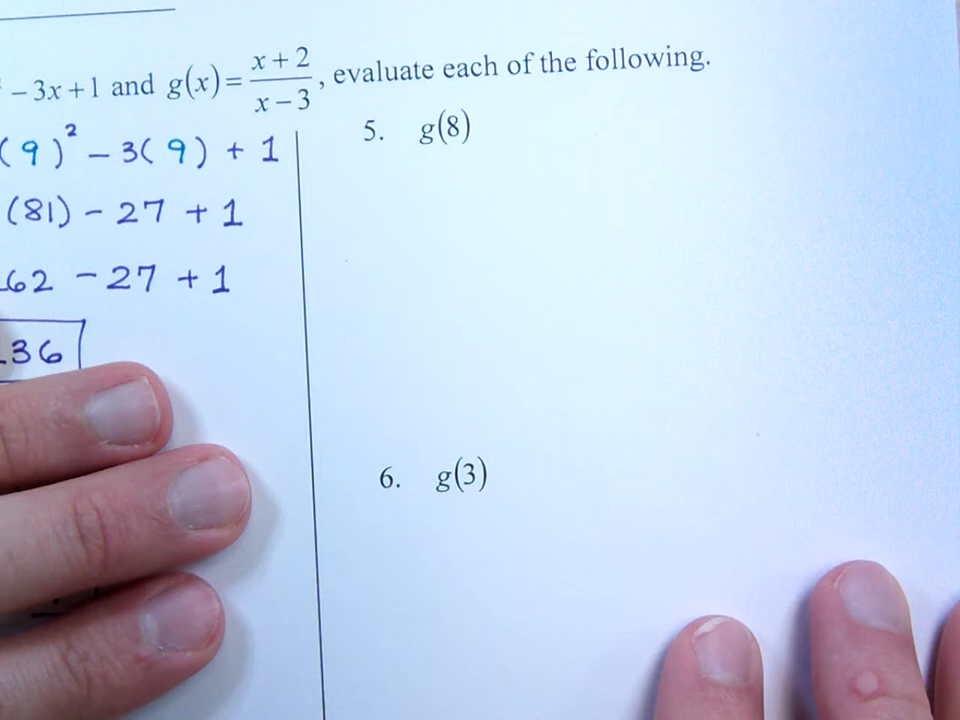 − 3x + 1 and g(x) = x + 2 / x − 3 , evaluate each of the following.
(9)² − 3(9) + 1
(81) − 27 + 1
62 − 27 + 1
36
5. g(8)
6. g(3)